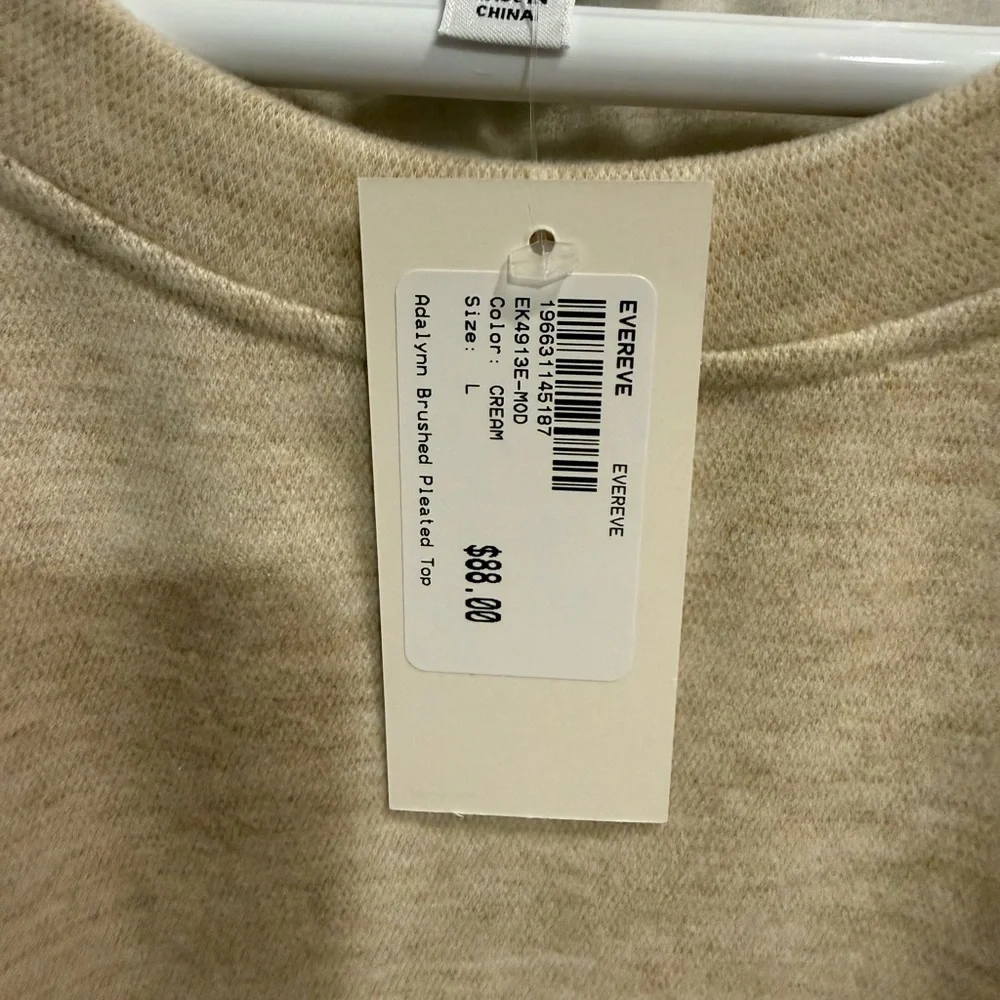 CHINA
EVEREVE EVEREVE
196631145187
EK4913E-MOD
Color: CREAM
Size: L
$88.00
Adalynn Brushed Pleated Top